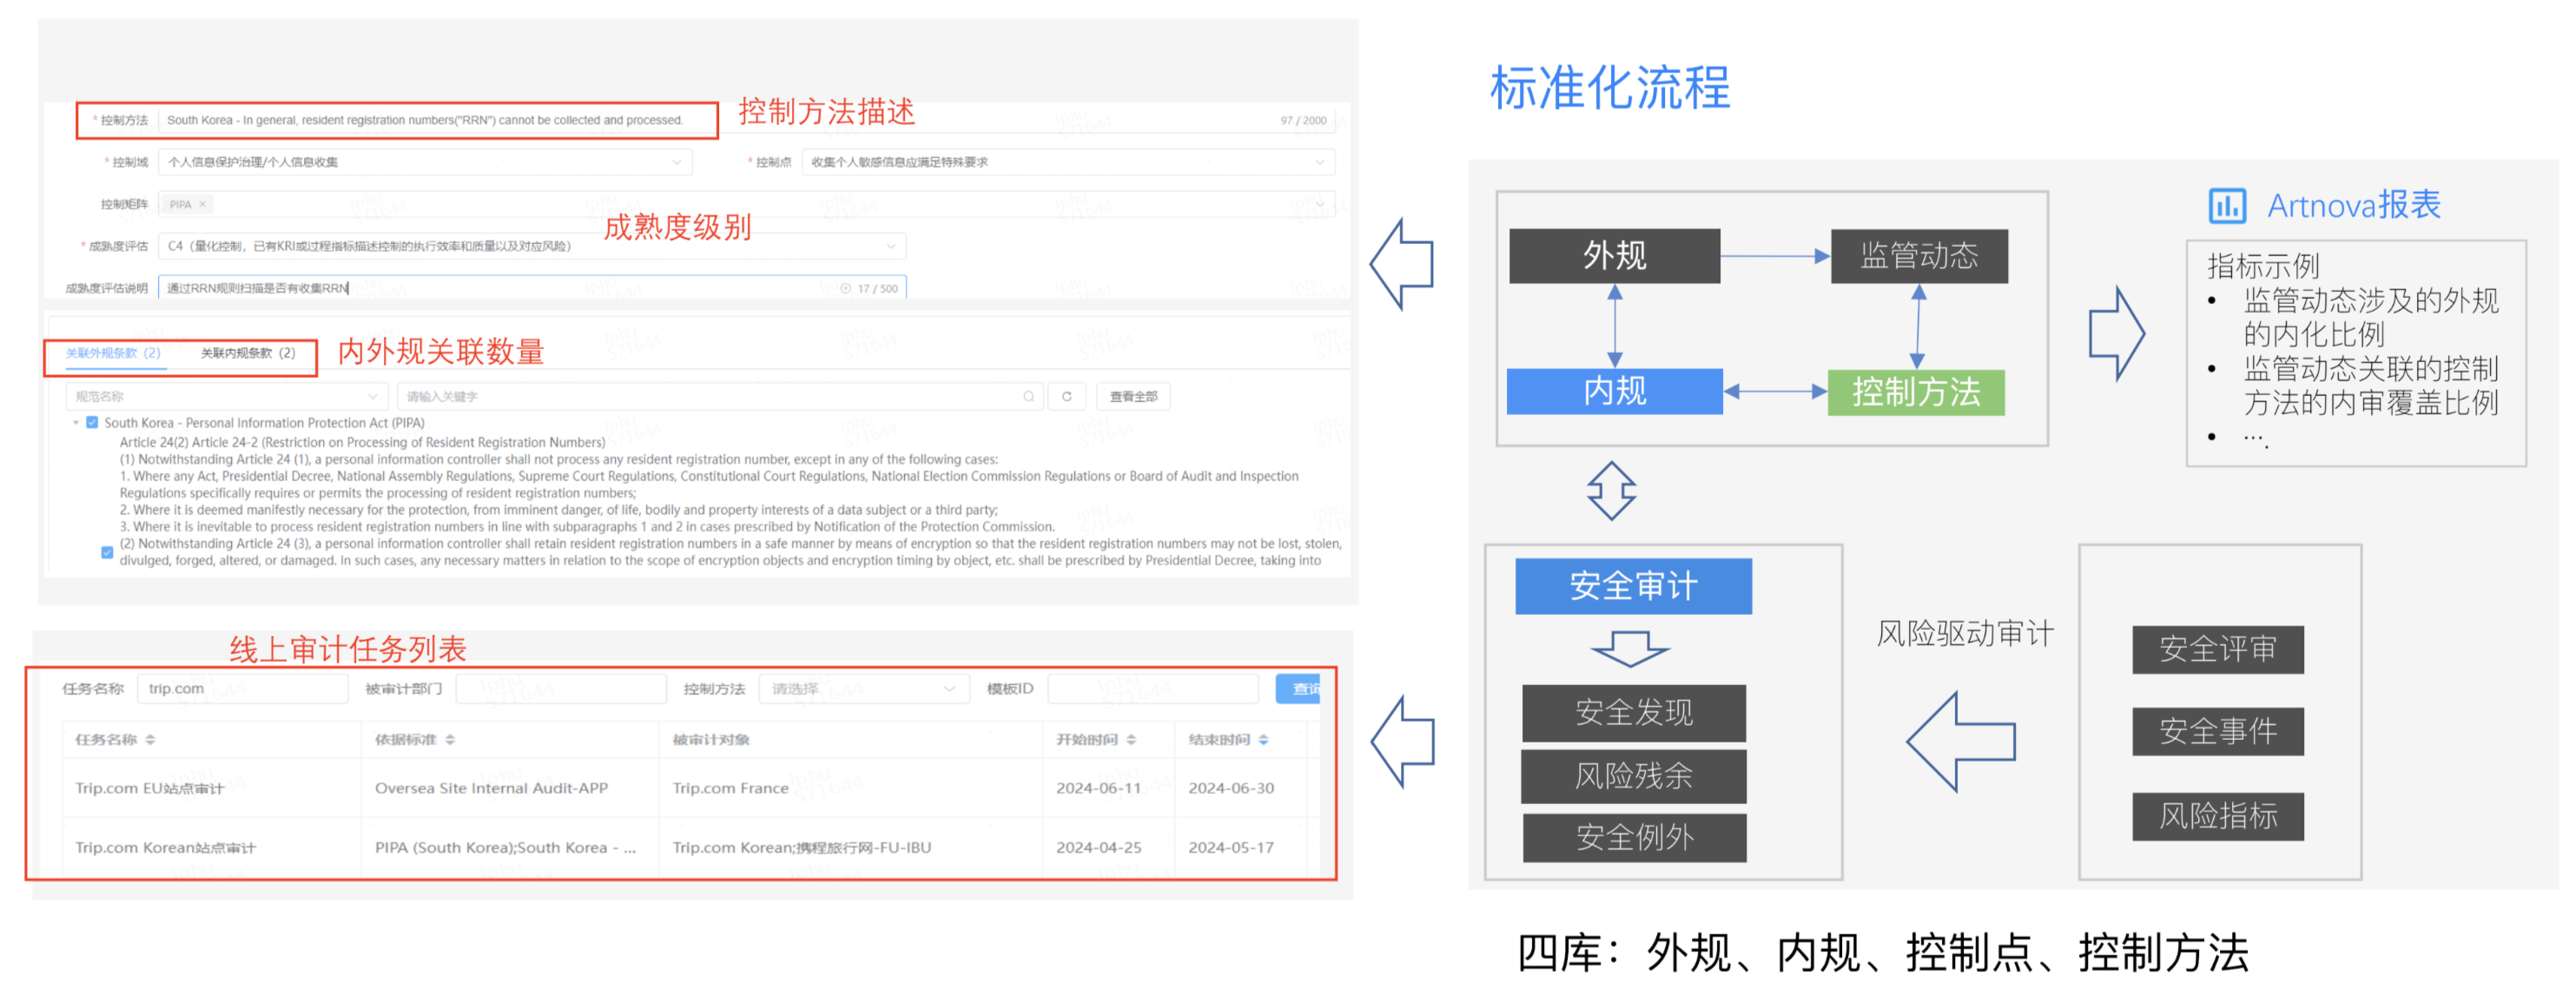 * 控制方法 South Korea - In general, resident registration numbers("RRN") cannot be collected and processed. 97 / 2000
控制方法描述
* 控制域 个人信息保护治理/个人信息收集 * 控制点 收集个人敏感信息应满足特殊要求
控制矩阵 PIPA ×
成熟度级别
* 成熟度评估 C4（量化控制，已有KRI或过程指标描述控制的执行效率和质量以及对应风险）
成熟度评估说明 通过RRN规则扫描是否有收集RRN 17 / 500
关联外规条款（2） 关联内规条款（2）
内外规关联数量
规范名称 请输入关键字 查看全部
South Korea - Personal Information Protection Act (PIPA)
Article 24(2) Article 24-2 (Restriction on Processing of Resident Registration Numbers)
(1) Notwithstanding Article 24 (1), a personal information controller shall not process any resident registration number, except in any of the following cases:
1. Where any Act, Presidential Decree, National Assembly Regulations, Supreme Court Regulations, Constitutional Court Regulations, National Election Commission Regulations or Board of Audit and Inspection
Regulations specifically requires or permits the processing of resident registration numbers;
2. Where it is deemed manifestly necessary for the protection, from imminent danger, of life, bodily and property interests of a data subject or a third party;
3. Where it is inevitable to process resident registration numbers in line with subparagraphs 1 and 2 in cases prescribed by Notification of the Protection Commission.
(2) Notwithstanding Article 24 (3), a personal information controller shall retain resident registration numbers in a safe manner by means of encryption so that the resident registration numbers may not be lost, stolen,
divulged, forged, altered, or damaged. In such cases, any necessary matters in relation to the scope of encryption objects and encryption timing by object, etc. shall be prescribed by Presidential Decree, taking into
线上审计任务列表
任务名称 trip.com 被审计部门 控制方法 请选择 模板ID 查询
任务名称 依据标准 被审计对象 开始时间 结束时间
Trip.com EU站点审计 Oversea Site Internal Audit-APP Trip.com France 2024-06-11 2024-06-30
Trip.com Korean站点审计 PIPA (South Korea);South Korea - ... Trip.com Korean;携程旅行网-FU-IBU 2024-04-25 2024-05-17
标准化流程
外规 监管动态
内规 控制方法
Artnova报表
指标示例
• 监管动态涉及的外规
的内化比例
• 监管动态关联的控制
方法的内审覆盖比例
• ….
安全审计
安全发现
风险残余
安全例外
风险驱动审计
安全评审
安全事件
风险指标
四库：外规、内规、控制点、控制方法